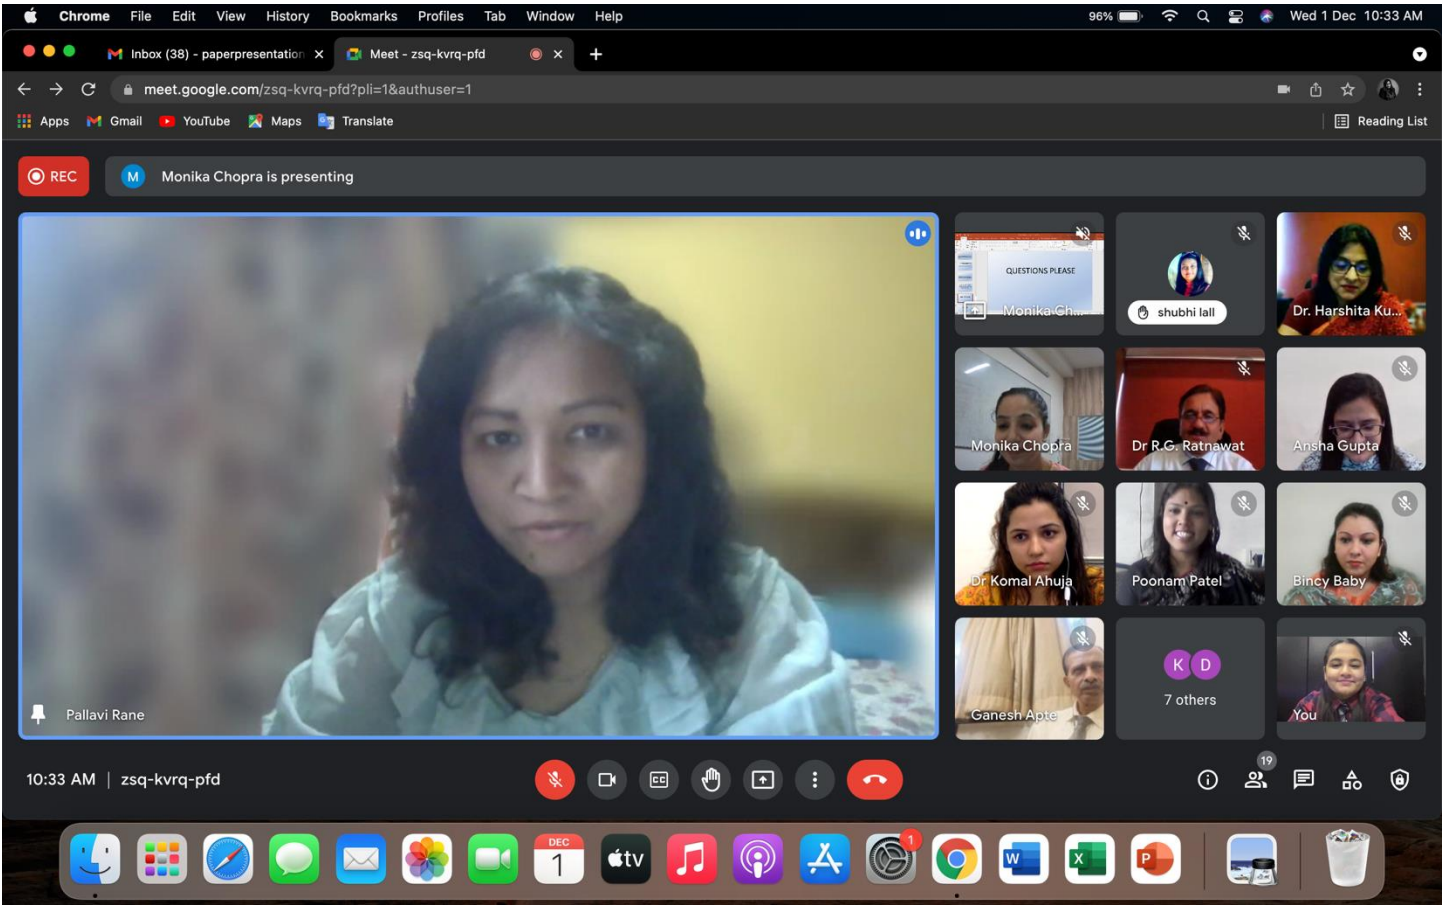 Chrome File Edit View History Bookmarks Profiles Tab Window Help 96% Wed 1 Dec 10:33 AM
Inbox (38) - paperpresentation Meet - zsq-kvrq-pfd
meet.google.com/zsq-kvrq-pfd?pli=1&authuser=1
Apps Gmail YouTube Maps Translate Reading List
REC M Monika Chopra is presenting
QUESTIONS PLEASE
Monika Ch... shubhi lall Dr. Harshita Ku...
Monika Chopra Dr R.G. Ratnawat Ansha Gupta
Dr Komal Ahuja Poonam Patel Bincy Baby
K D
7 others
Pallavi Rane Ganesh Apte You
10:33 AM | zsq-kvrq-pfd CC 19
DEC
1 tv 1 W X P